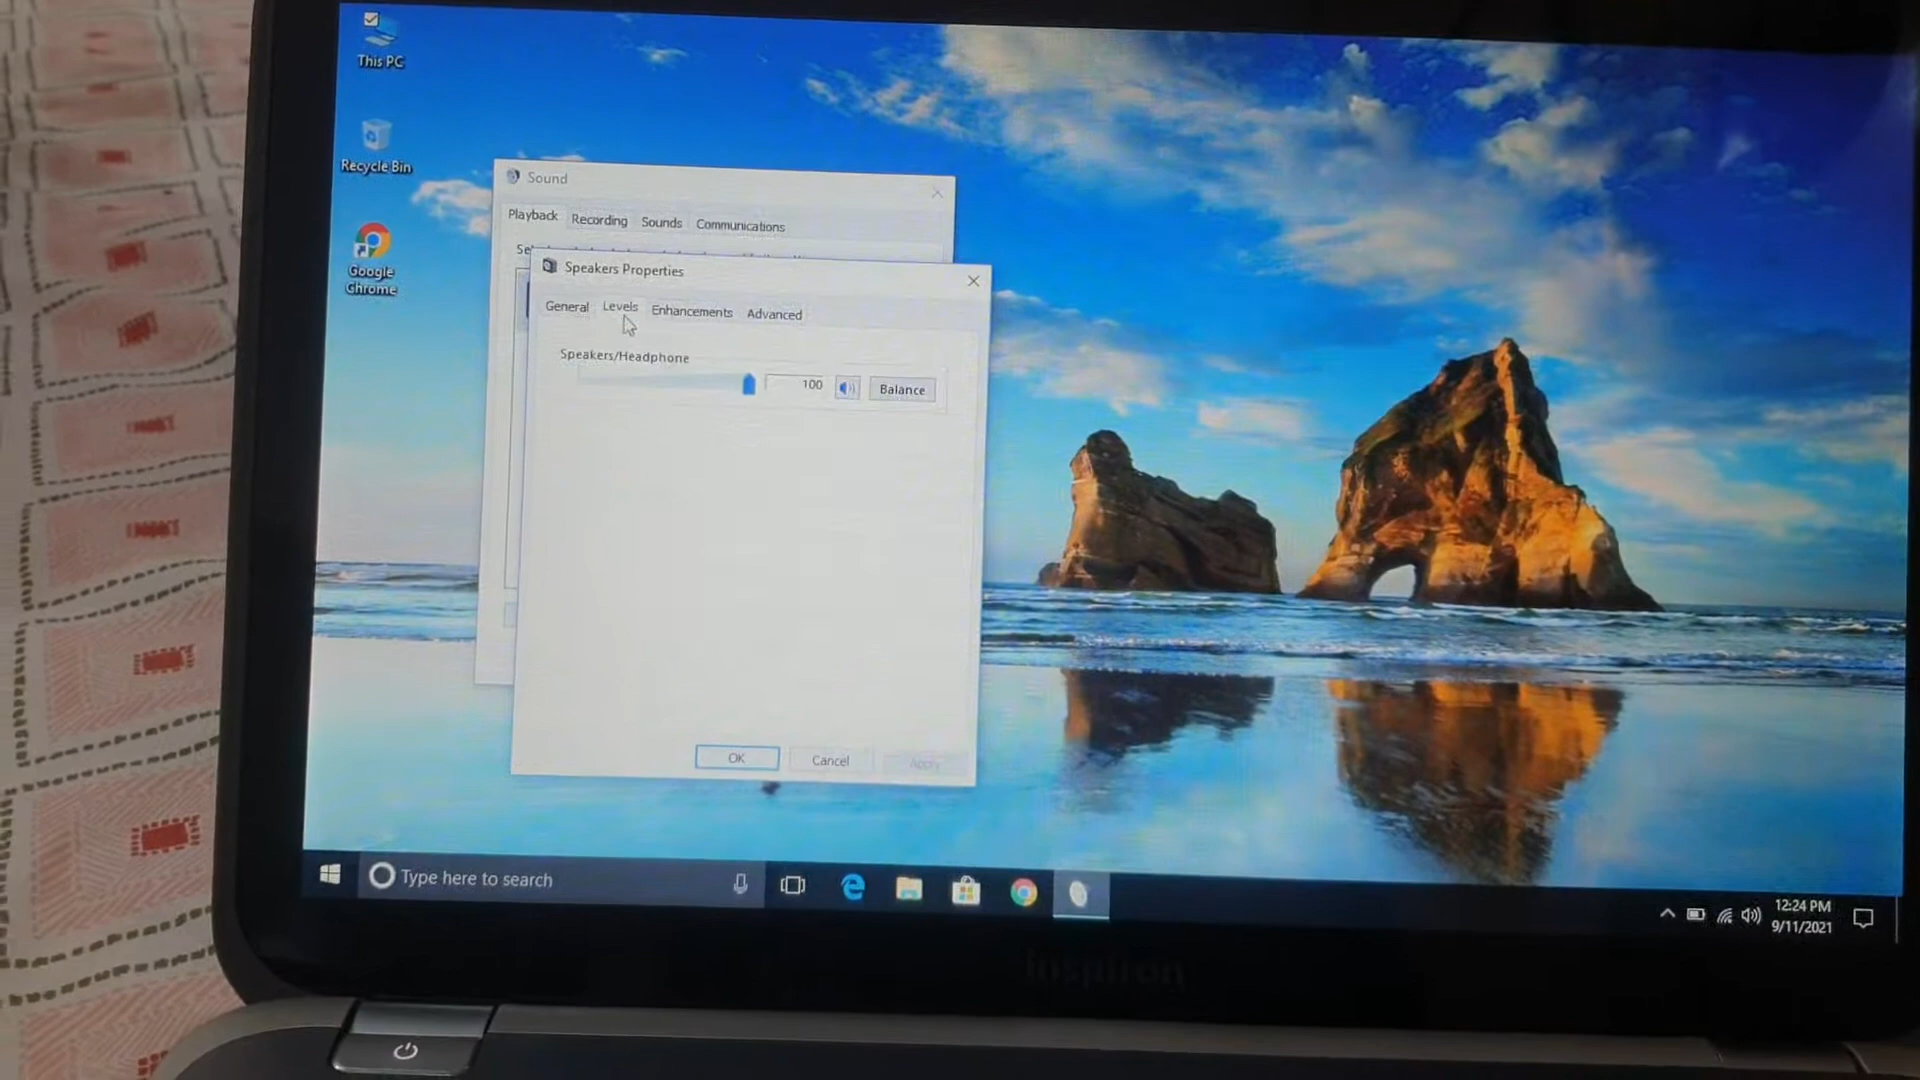 This PC
Recycle Bin
Google
Chrome
Sound
Playback Recording Sounds Communications
Speakers Properties
General Levels Enhancements Advanced
Speakers/Headphone
100 Balance
OK Cancel Apply
Type here to search
12:24 PM
9/11/2021
Inspiron